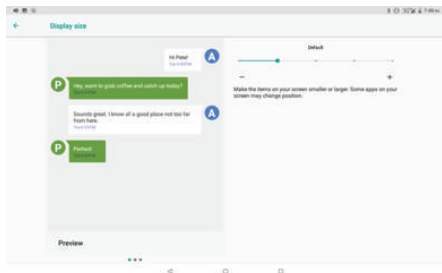 Display size
Hi Pete!
A
P
Hey, want to grab coffee and catch up today?
Sounds great. I know of a good place not too far
from here.
A
P
Perfect!
Preview
Default
Make the items on your screen smaller or larger. Some apps on your
screen may change position.